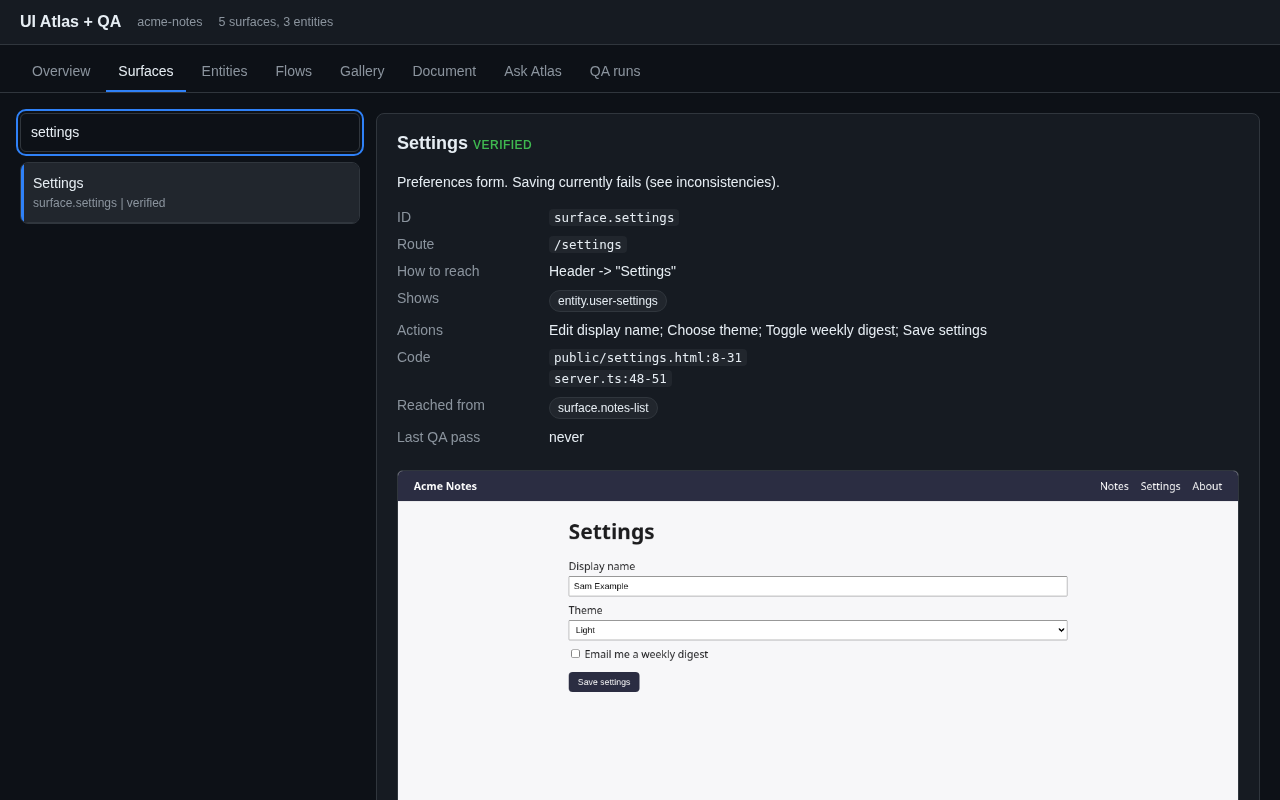 UI Atlas + QA acme-notes 5 surfaces, 3 entities
Overview Surfaces Entities Flows Gallery Document Ask Atlas QA runs
settings
Settings
surface.settings | verified
Settings VERIFIED
Preferences form. Saving currently fails (see inconsistencies).
ID surface.settings
Route /settings
How to reach Header -> "Settings"
Shows entity.user-settings
Actions Edit display name; Choose theme; Toggle weekly digest; Save settings
Code public/settings.html:8-31
server.ts:48-51
Reached from surface.notes-list
Last QA pass never
Acme Notes Notes Settings About
Settings
Display name
Sam Example
Theme
Light
Email me a weekly digest
Save settings